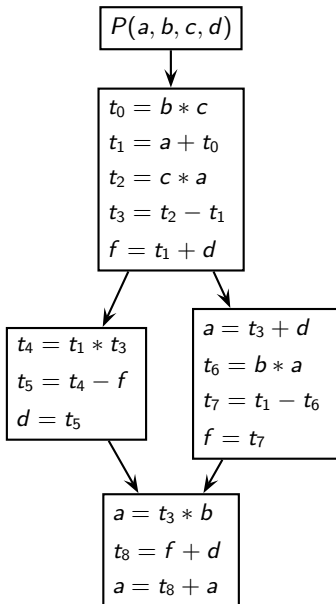 P(a, b, c, d)
t₀ = b ∗ c
t₁ = a + t₀
t₂ = c ∗ a
t₃ = t₂ − t₁
f = t₁ + d
t₄ = t₁ ∗ t₃
t₅ = t₄ − f
d = t₅
a = t₃ + d
t₆ = b ∗ a
t₇ = t₁ − t₆
f = t₇
a = t₃ ∗ b
t₈ = f + d
a = t₈ + a